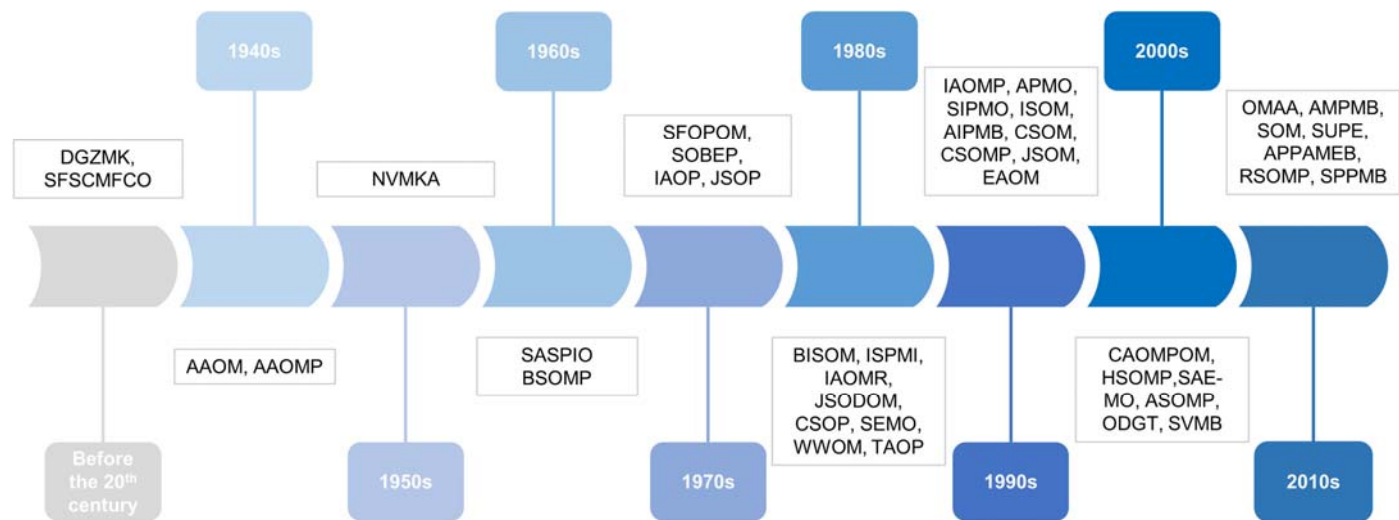 1940s
1960s
1980s
2000s
DGZMK,
SFSCMFCO
NVMKA
SFOPOM,
SOBEP,
IAOP, JSOP
IAOMP, APMO,
SIPMO, ISOM,
AIPMB, CSOM,
CSOMP, JSOM,
EAOM
OMAA, AMPMB,
SOM, SUPE,
APPAMEB,
RSOMP, SPPMB
AAOM, AAOMP
SASPIO
BSOMP
BISOM, ISPMI,
IAOMR,
JSODOM,
CSOP, SEMO,
WWOM, TAOP
CAOMPOM,
HSOMP,SAE-
MO, ASOMP,
ODGT, SVMB
Before
the 20th
century
1950s
1970s
1990s
2010s